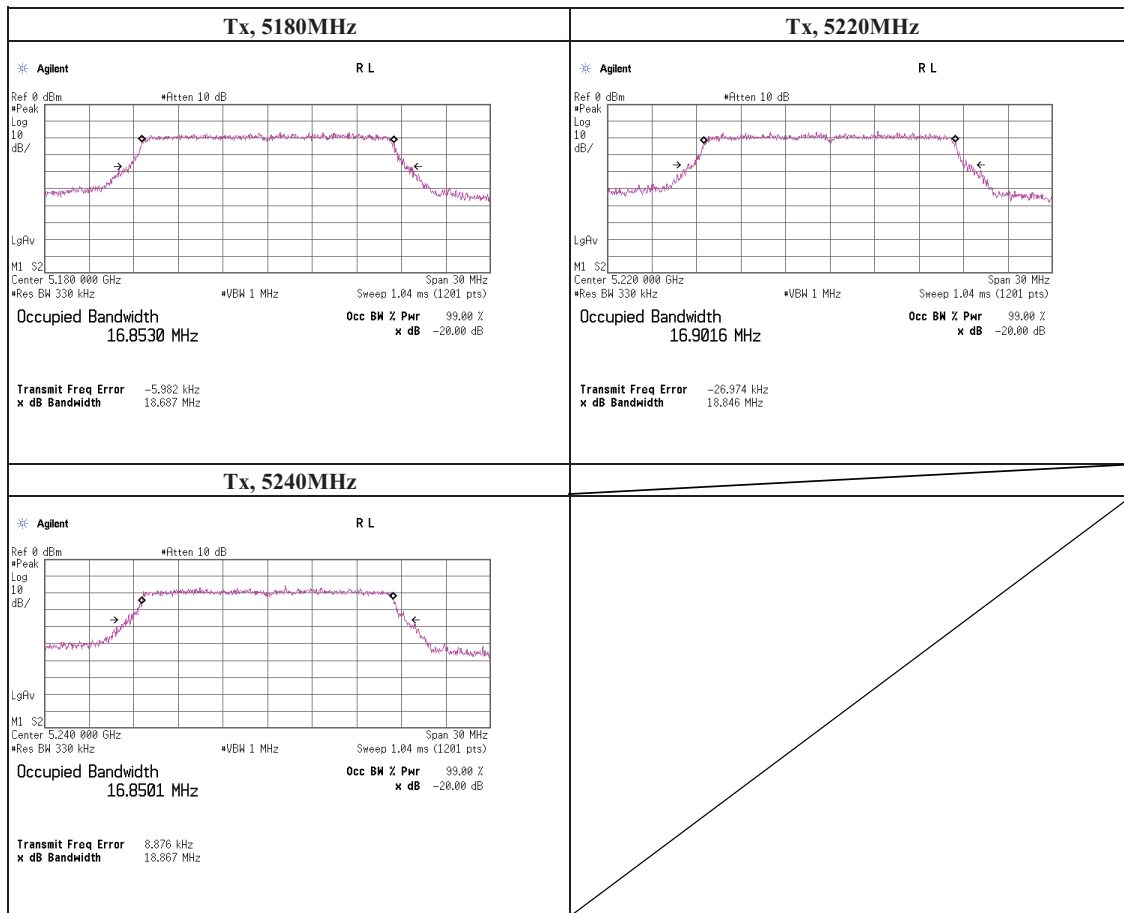 Tx, 5180MHz
Agilent R L
Ref 0 dBm #Atten 10 dB
#Peak
Log
10
dB/
LgAv
M1 S2
Center 5.180 000 GHz Span 30 MHz
#Res BW 330 kHz #VBW 1 MHz Sweep 1.04 ms (1201 pts)
Occupied Bandwidth Occ BW % Pwr 99.00 %
16.8530 MHz x dB -20.00 dB
Transmit Freq Error -5.982 kHz
x dB Bandwidth 18.687 MHz
Tx, 5220MHz
Agilent R L
Ref 0 dBm #Atten 10 dB
#Peak
Log
10
dB/
LgAv
M1 S2
Center 5.220 000 GHz Span 30 MHz
#Res BW 330 kHz #VBW 1 MHz Sweep 1.04 ms (1201 pts)
Occupied Bandwidth Occ BW % Pwr 99.00 %
16.9016 MHz x dB -20.00 dB
Transmit Freq Error -26.974 kHz
x dB Bandwidth 18.846 MHz
Tx, 5240MHz
Agilent R L
Ref 0 dBm #Atten 10 dB
#Peak
Log
10
dB/
LgAv
M1 S2
Center 5.240 000 GHz Span 30 MHz
#Res BW 330 kHz #VBW 1 MHz Sweep 1.04 ms (1201 pts)
Occupied Bandwidth Occ BW % Pwr 99.00 %
16.8501 MHz x dB -20.00 dB
Transmit Freq Error 8.876 kHz
x dB Bandwidth 18.867 MHz